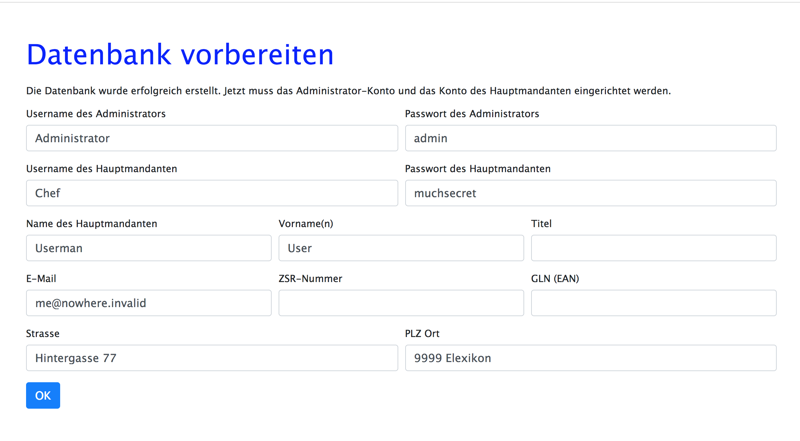 Datenbank vorbereiten
Die Datenbank wurde erfolgreich erstellt. Jetzt muss das Administrator-Konto und das Konto des Hauptmandanten eingerichtet werden.
Username des Administrators Passwort des Administrators
Administrator admin
Username des Hauptmandanten Passwort des Hauptmandanten
Chef muchsecret
Name des Hauptmandanten Vorname(n) Titel
Userman User
E-Mail ZSR-Nummer GLN (EAN)
me@nowhere.invalid
Strasse PLZ Ort
Hintergasse 77 9999 Elexikon
OK